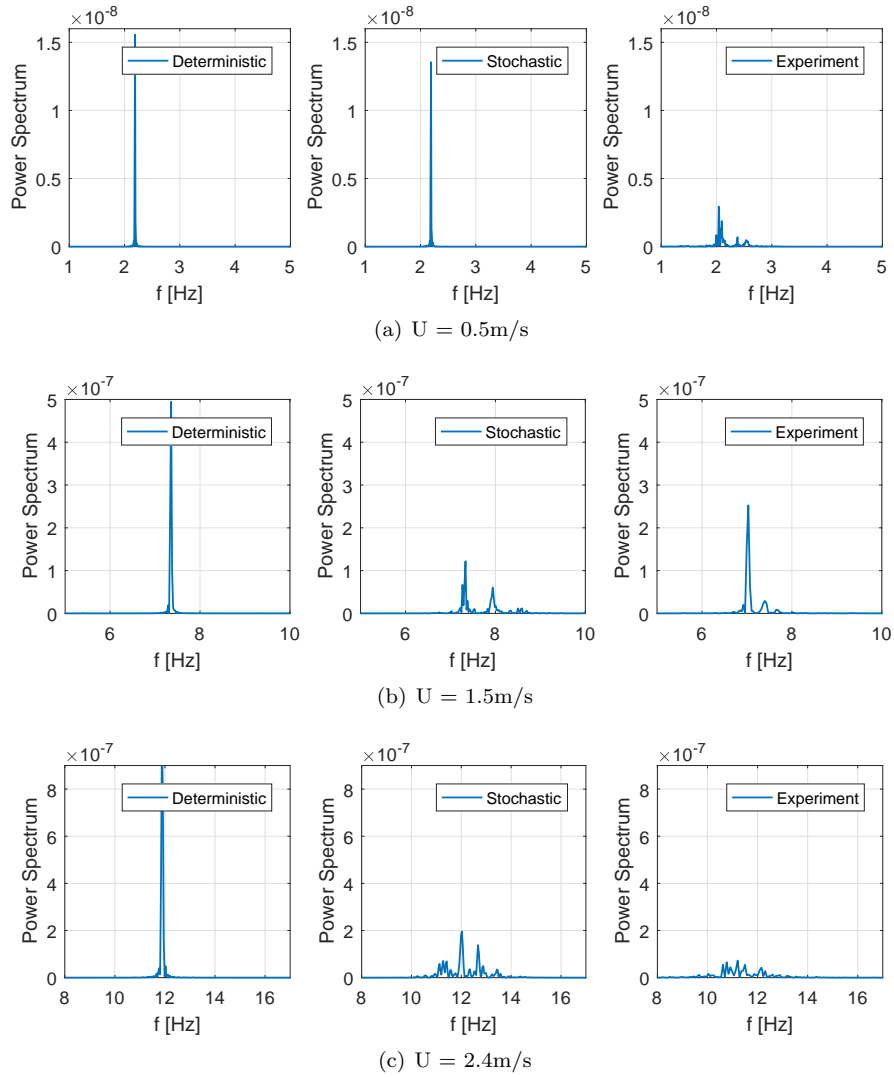 ×10^-8
Power Spectrum
1.5
1
0.5
0
Deterministic
1 2 3 4 5
f [Hz]
×10^-8
Power Spectrum
1.5
1
0.5
0
Stochastic
1 2 3 4 5
f [Hz]
×10^-8
Power Spectrum
1.5
1
0.5
0
Experiment
1 2 3 4 5
f [Hz]
(a) U = 0.5m/s
×10^-7
Power Spectrum
5
4
3
2
1
0
Deterministic
6 8 10
f [Hz]
×10^-7
Power Spectrum
5
4
3
2
1
0
Stochastic
6 8 10
f [Hz]
×10^-7
Power Spectrum
5
4
3
2
1
0
Experiment
6 8 10
f [Hz]
(b) U = 1.5m/s
×10^-7
Power Spectrum
8
6
4
2
0
Deterministic
8 10 12 14 16
f [Hz]
×10^-7
Power Spectrum
8
6
4
2
0
Stochastic
8 10 12 14 16
f [Hz]
×10^-7
Power Spectrum
8
6
4
2
0
Experiment
8 10 12 14 16
f [Hz]
(c) U = 2.4m/s